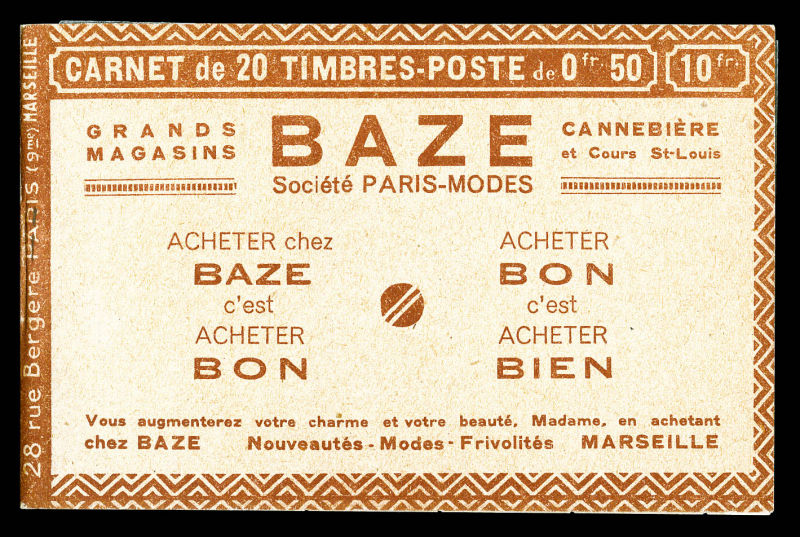 CARNET de 20 TIMBRES-POSTE de 0fr 50 10fr.
GRANDS
MAGASINS
BAZE
Société PARIS-MODES
CANNEBIÈRE
et Cours St-Louis
ACHETER chez
BAZE
c'est
ACHETER
BON
ACHETER
BON
c'est
ACHETER
BIEN
Vous augmenterez votre charme et votre beauté, Madame, en achetant
chez BAZE Nouveautés - Modes - Frivolités MARSEILLE
28 rue Bergère PARIS (9me) MARSEILLE